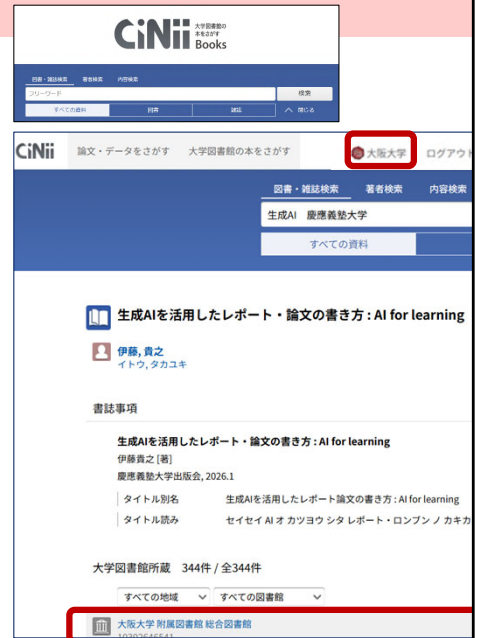 CiNii 大学図書館の
本をさがす
Books
図書・雑誌検索 著者検索 内容検索
フリーワード 検索
すべての資料 図書 雑誌 閉じる
CiNii 論文・データをさがす 大学図書館の本をさがす 大阪大学 ログアウト
図書・雑誌検索 著者検索 内容検索
生成AI 慶應義塾大学
すべての資料
生成AIを活用したレポート・論文の書き方 : AI for learning
伊藤, 貴之
イトウ, タカユキ
書誌事項
生成AIを活用したレポート・論文の書き方 : AI for learning
伊藤貴之 [著]
慶應義塾大学出版会, 2026.1
タイトル別名 生成AIを活用したレポート論文の書き方 : AI for learning
タイトル読み セイセイ AI オ カツヨウ シタ レポート・ロンブン ノ カキカ
大学図書館所蔵 344件 / 全344件
すべての地域 すべての図書館
大阪大学 附属図書館 総合図書館